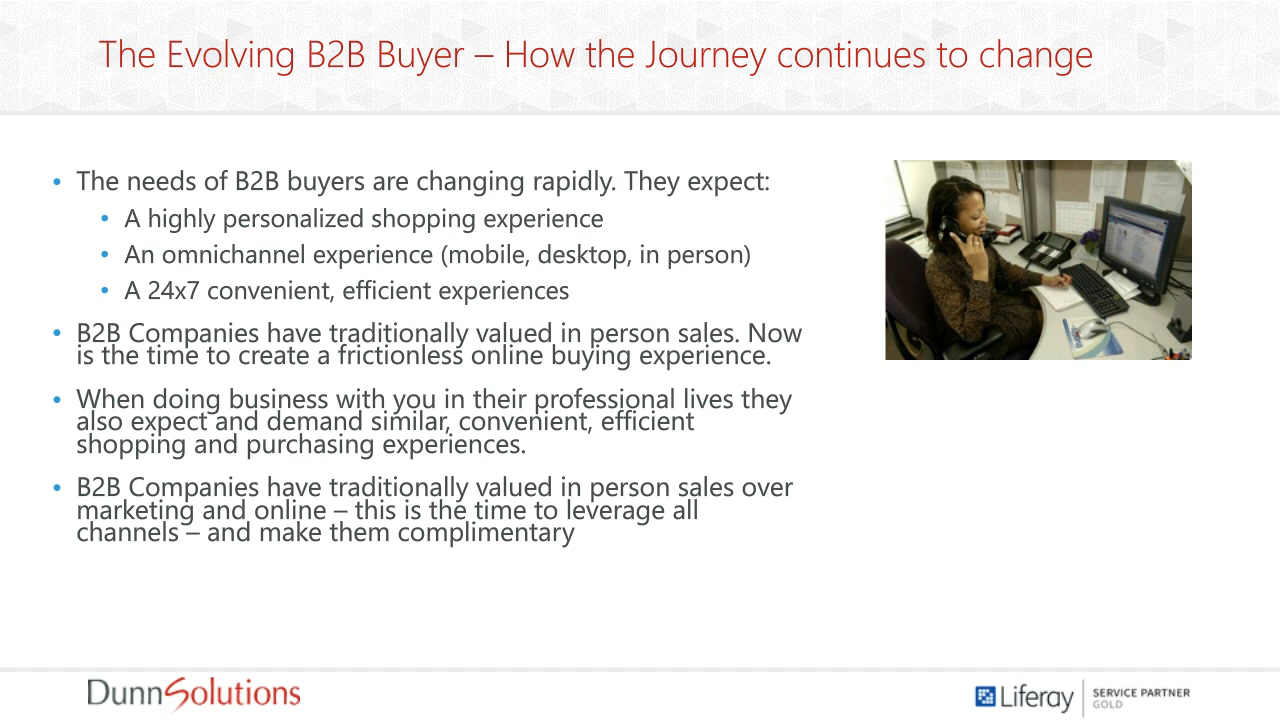 The Evolving B2B Buyer – How the Journey continues to change
• The needs of B2B buyers are changing rapidly. They expect:
• A highly personalized shopping experience
• An omnichannel experience (mobile, desktop, in person)
• A 24x7 convenient, efficient experiences
• B2B Companies have traditionally valued in person sales. Now
is the time to create a frictionless online buying experience.
• When doing business with you in their professional lives they
also expect and demand similar, convenient, efficient
shopping and purchasing experiences.
• B2B Companies have traditionally valued in person sales over
marketing and online – this is the time to leverage all
channels – and make them complimentary
DunnSolutions
Liferay
SERVICE PARTNER
GOLD